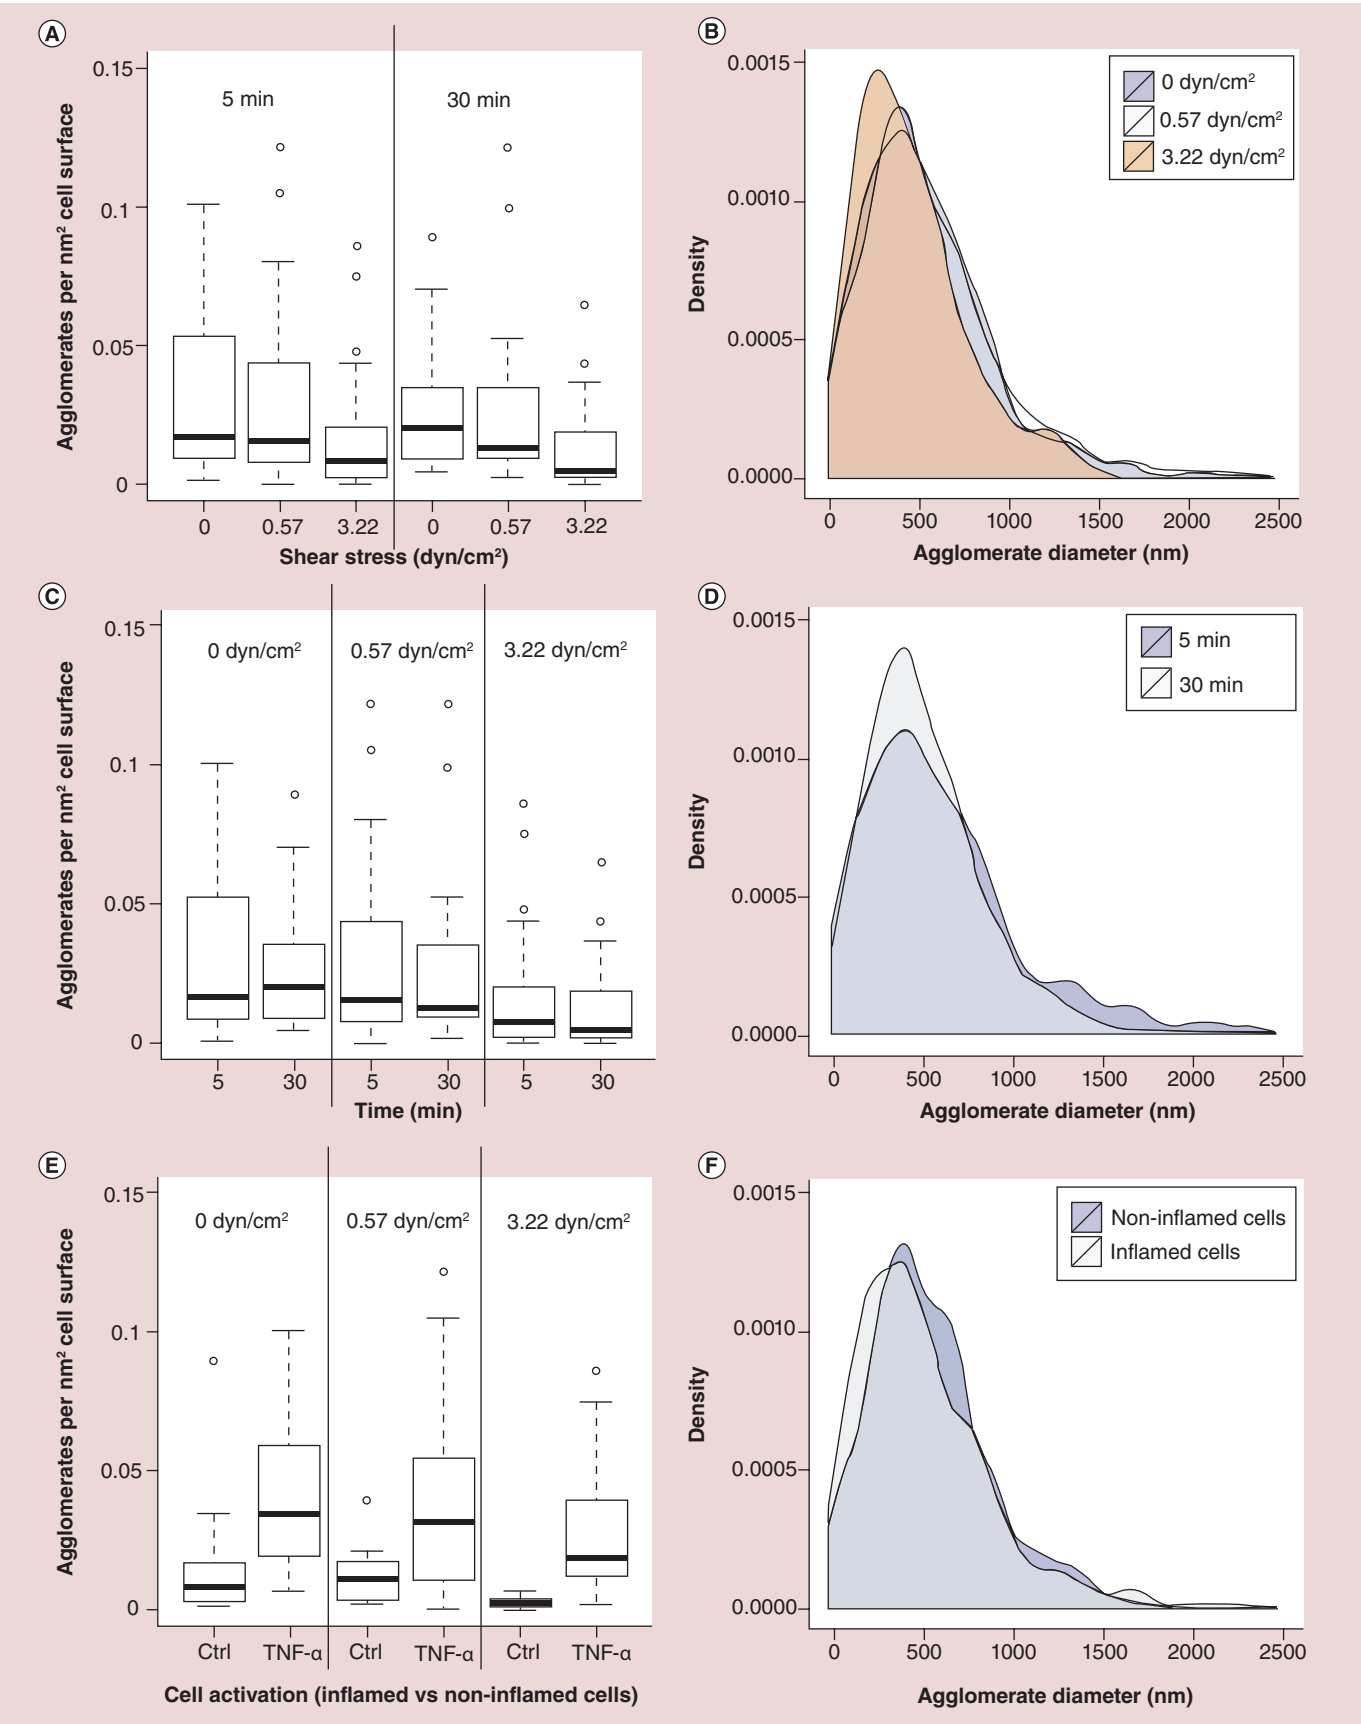 A
Agglomerates per nm² cell surface
0.15
0.1
0.05
0
5 min
30 min
0 0.57 3.22 0 0.57 3.22
Shear stress (dyn/cm²)
B
Density
0.0015
0.0010
0.0005
0.0000
0 dyn/cm²
0.57 dyn/cm²
3.22 dyn/cm²
0 500 1000 1500 2000 2500
Agglomerate diameter (nm)
C
Agglomerates per nm² cell surface
0.15
0.1
0.05
0
0 dyn/cm² 0.57 dyn/cm² 3.22 dyn/cm²
5 30 5 30 5 30
Time (min)
D
Density
0.0015
0.0010
0.0005
0.0000
5 min
30 min
0 500 1000 1500 2000 2500
Agglomerate diameter (nm)
E
Agglomerates per nm² cell surface
0.15
0.1
0.05
0
0 dyn/cm² 0.57 dyn/cm² 3.22 dyn/cm²
Ctrl TNF-α Ctrl TNF-α Ctrl TNF-α
Cell activation (inflamed vs non-inflamed cells)
F
Density
0.0015
0.0010
0.0005
0.0000
Non-inflamed cells
Inflamed cells
0 500 1000 1500 2000 2500
Agglomerate diameter (nm)